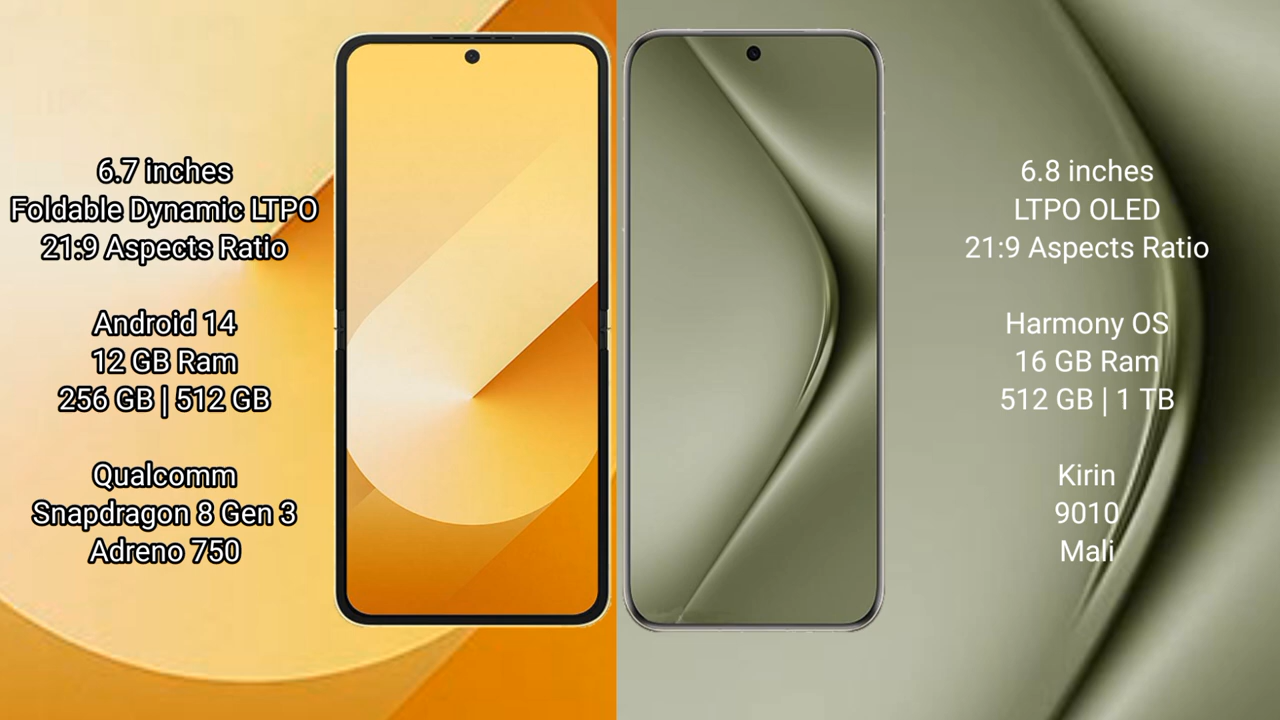 6.7 inches
Foldable Dynamic LTPO
21:9 Aspects Ratio
Android 14
12 GB Ram
256 GB | 512 GB
Qualcomm
Snapdragon 8 Gen 3
Adreno 750
6.8 inches
LTPO OLED
21:9 Aspects Ratio
Harmony OS
16 GB Ram
512 GB | 1 TB
Kirin
9010
Mali